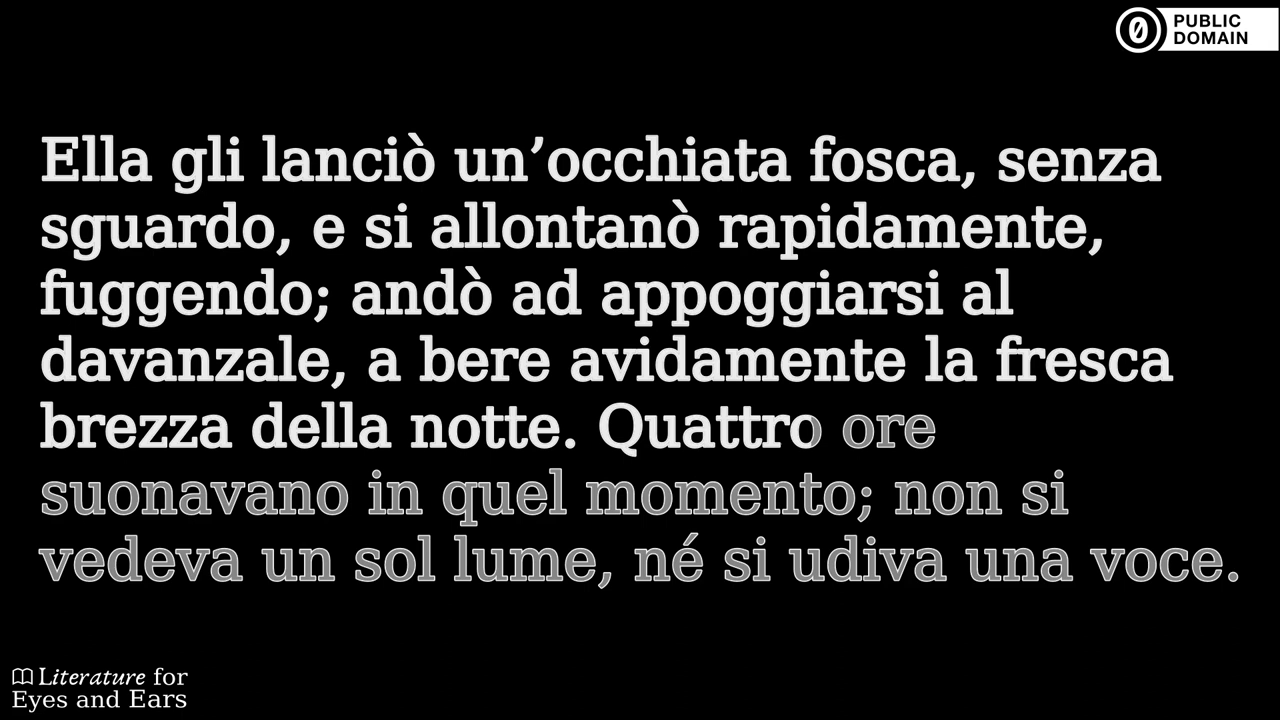 PUBLIC
DOMAIN
Ella gli lanciò un’occhiata fosca, senza
sguardo, e si allontanò rapidamente,
fuggendo; andò ad appoggiarsi al
davanzale, a bere avidamente la fresca
brezza della notte. Quattro ore
suonavano in quel momento; non si
vedeva un sol lume, né si udiva una voce.
Literature for
Eyes and Ears